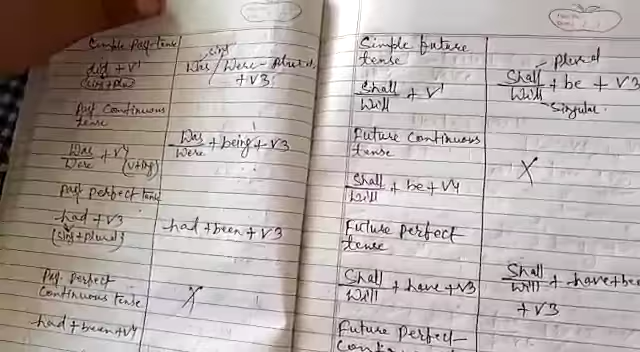 Simple Past tense
did + V1
(sing + plu)
sing
Was / Were - plural
+ V3
Past Continuous
tense
Was
Were
+ V4
(V+ing)
Was
Were
+ being + V3
Past perfect tense
had + V3
(sing + plural)
had + been + V3
Past perfect
Continuous tense
X
had + been + V4
Simple future
tense
Shall
Will
+ V1
plural
Shall
Will
+ be + V3
Singular
Future continuous
tense
X
Shall
Will
+ be + V4
Future perfect
tense
Shall
Will
+ have + V3
Shall
Will
+ have + bee
+ V3
Future perfect